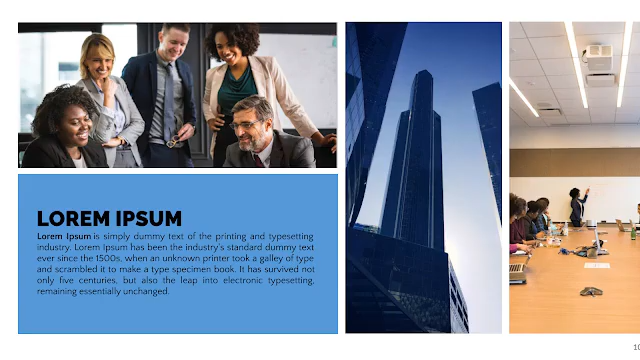 LOREM IPSUM
Lorem Ipsum is simply dummy text of the printing and typesetting
industry. Lorem Ipsum has been the industry's standard dummy text
ever since the 1500s, when an unknown printer took a galley of type
and scrambled it to make a type specimen book. It has survived not
only five centuries, but also the leap into electronic typesetting,
remaining essentially unchanged.
10